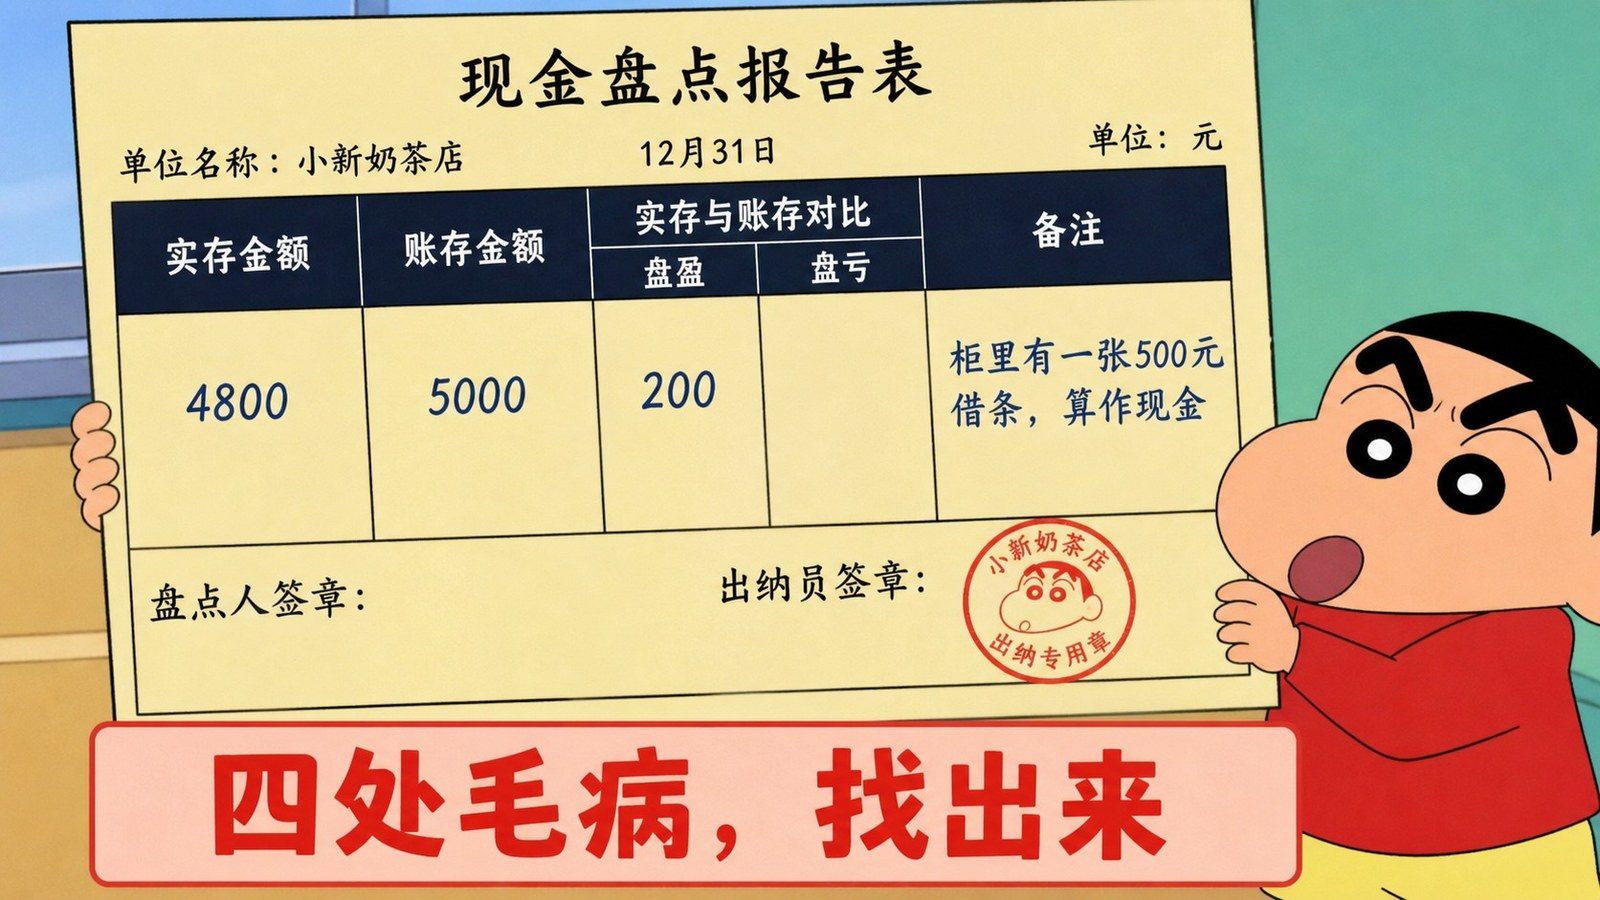 现金盘点报告表
单位名称：小新奶茶店 12月31日 单位：元
实存金额 账存金额 实存与账存对比 备注
盘盈 盘亏
4800 5000 200 柜里有一张500元
借条，算作现金
盘点人签章： 出纳员签章：
小新奶茶店
出纳专用章
四处毛病，找出来